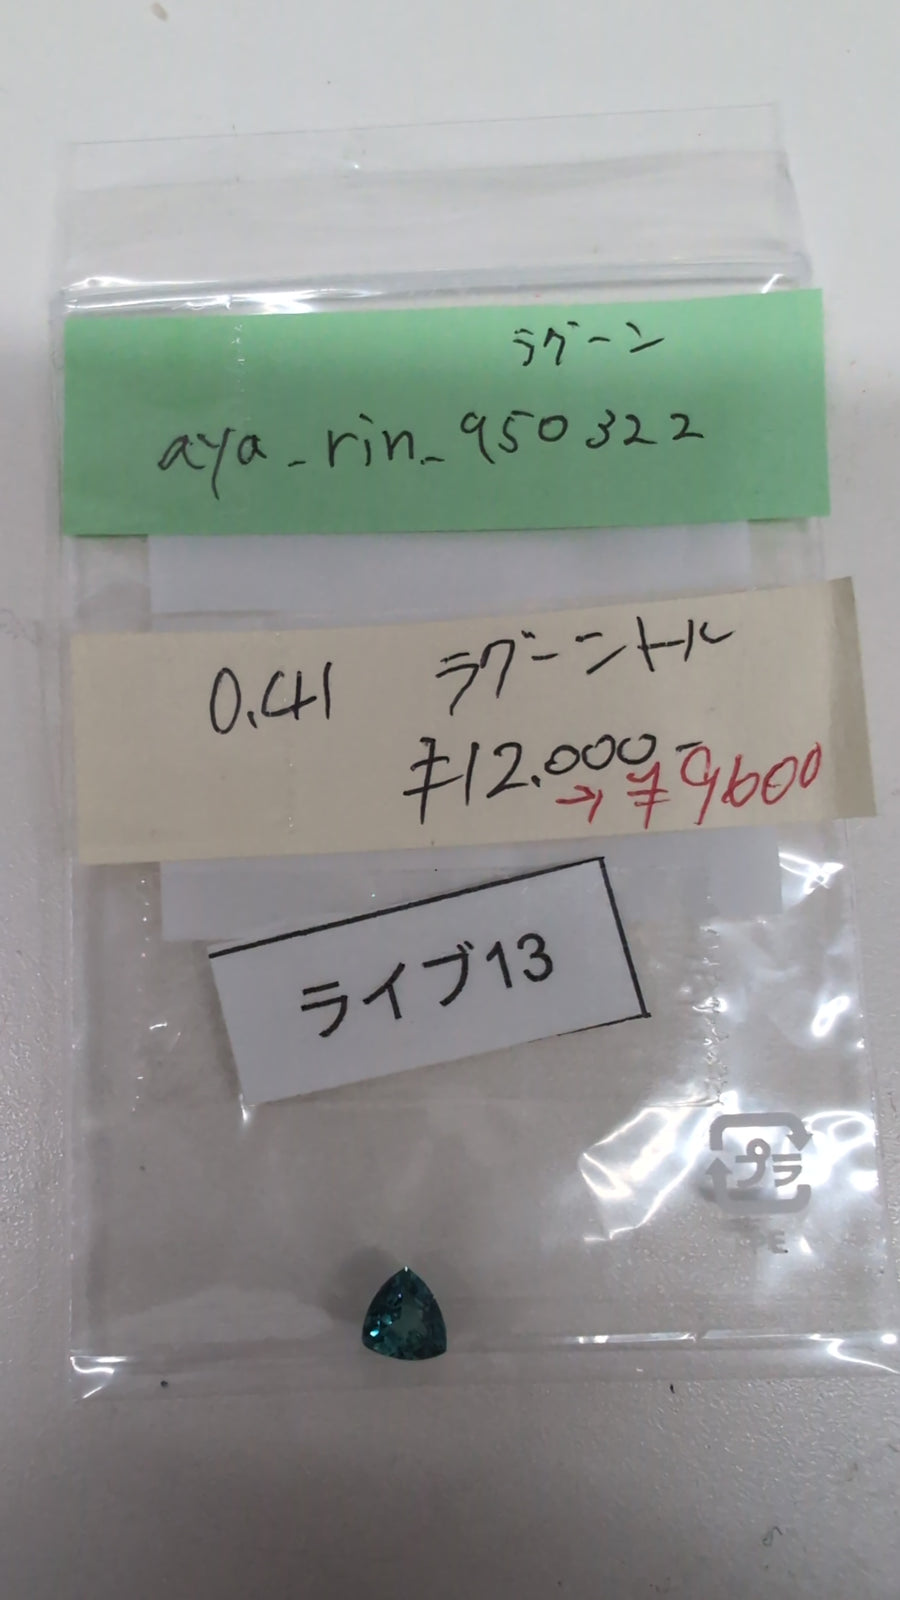 ラグーン
aya_rin_950322
0.41 ラグーントル
¥12.000-
→¥9600
ライブ13
プラ
PE